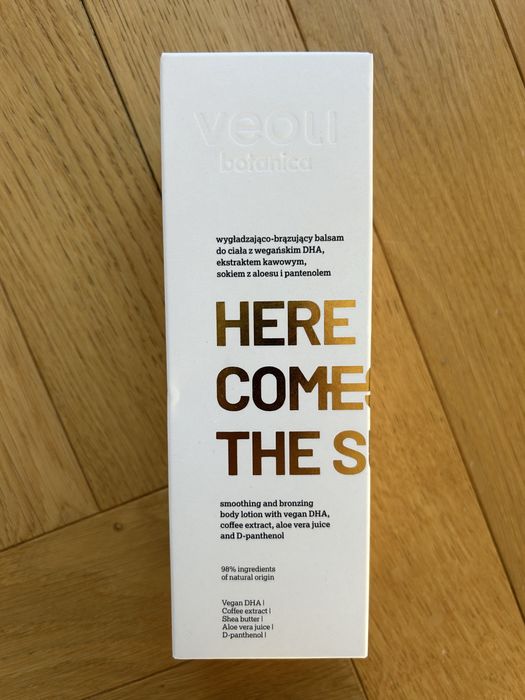 veoli
botanica
wygładzająco-brązujący balsam
do ciała z wegańskim DHA,
ekstraktem kawowym,
sokiem z aloesu i pantenolem
HERE
COMES
THE S
smoothing and bronzing
body lotion with vegan DHA,
coffee extract, aloe vera juice
and D-panthenol
98% ingredients
of natural origin
Vegan DHA |
Coffee extract |
Shea butter |
Aloe vera juice |
D-panthenol |